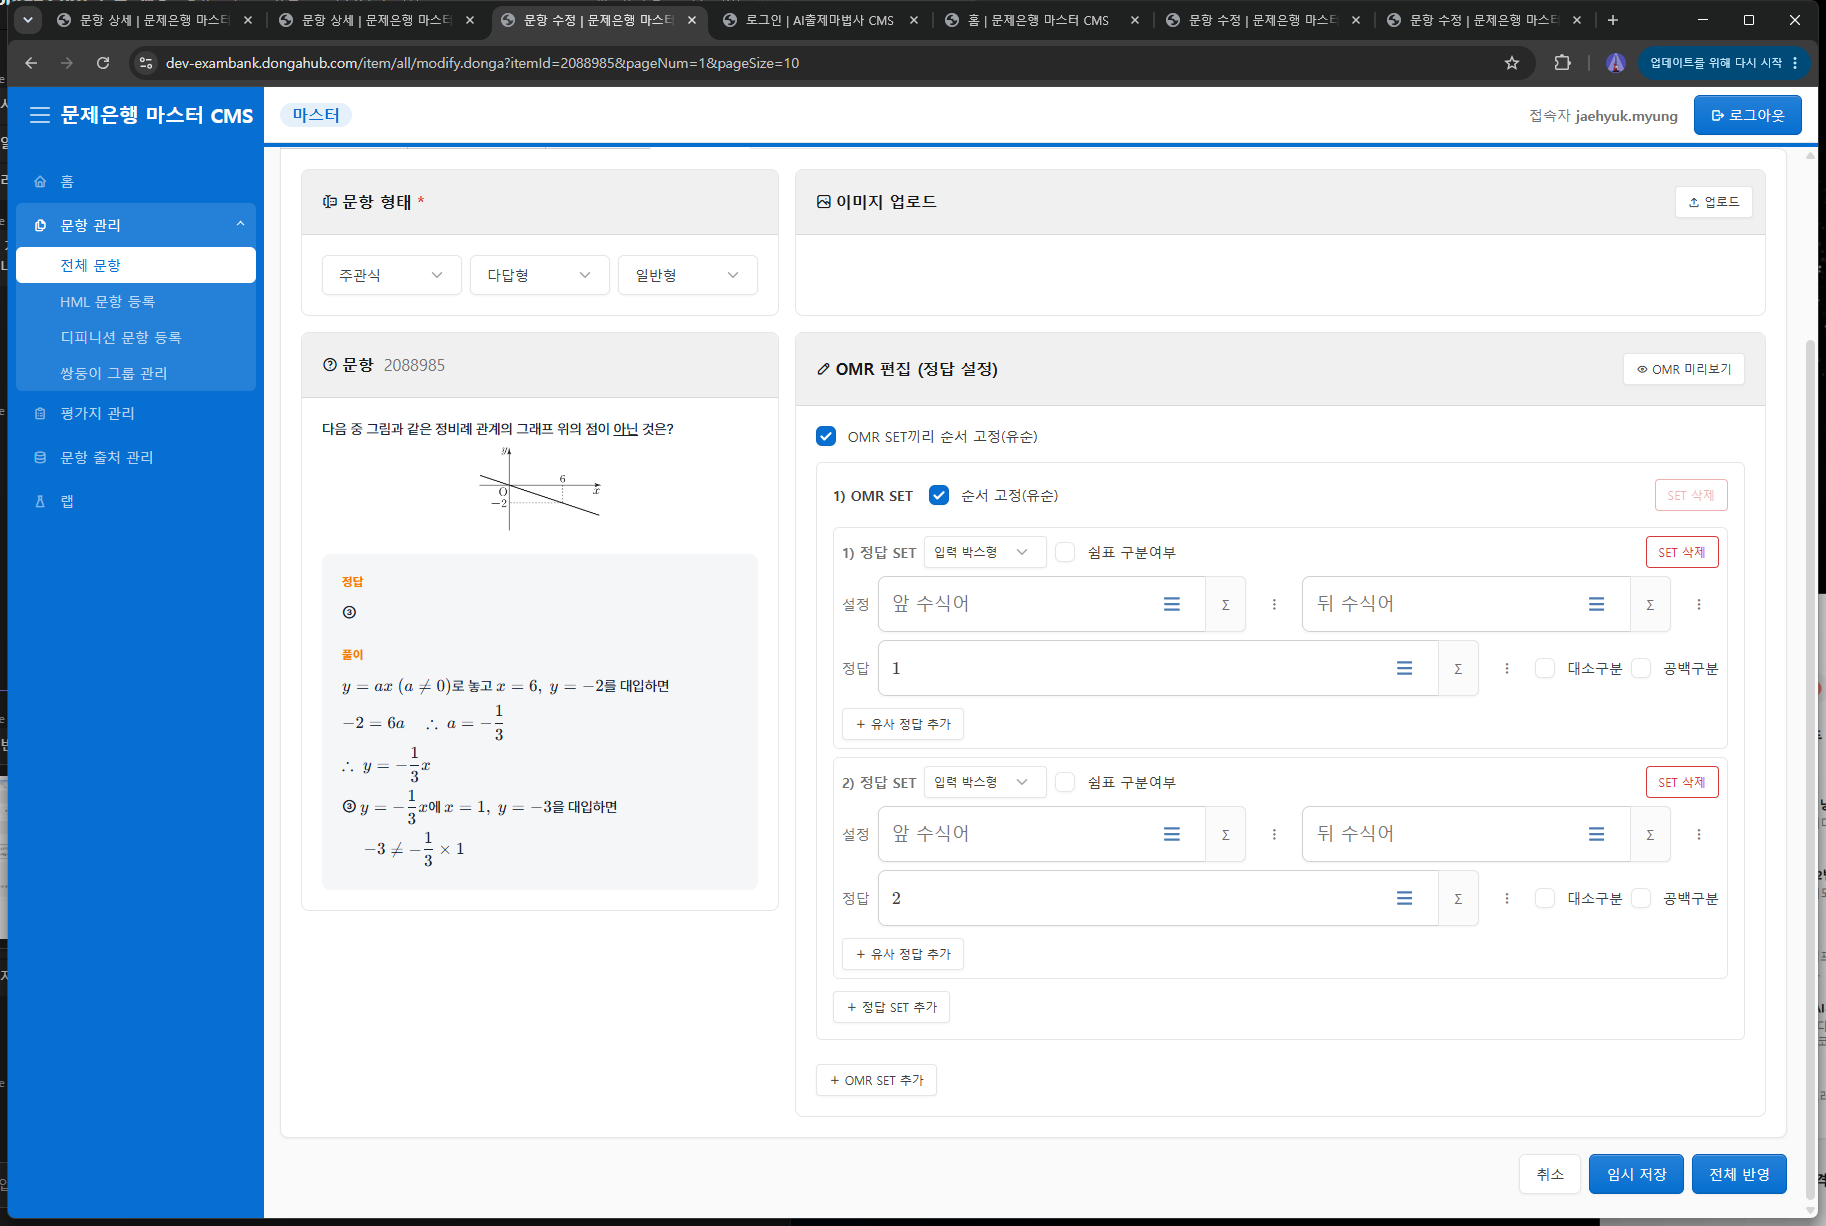 문항 상세 | 문제은행 마스터
문항 상세 | 문제은행 마스터
문항 수정 | 문제은행 마스터
로그인 | AI출제마법사 CMS
홈 | 문제은행 마스터 CMS
문항 수정 | 문제은행 마스터
문항 수정 | 문제은행 마스터
dev-exambank.dongahub.com/item/all/modify.donga?itemId=2088985&pageNum=1&pageSize=10
업데이트를 위해 다시 시작
문제은행 마스터 CMS
마스터
접속자 jaehyuk.myung
로그아웃
홈
문항 관리
전체 문항
HML 문항 등록
디피니션 문항 등록
쌍둥이 그룹 관리
평가지 관리
문항 출처 관리
랩
문항 형태 *
주관식
다답형
일반형
이미지 업로드
업로드
문항 2088985
다음 중 그림과 같은 정비례 관계의 그래프 위의 점이 아닌 것은?
y
6
O
x
−2
정답
③
풀이
y = ax (a ≠ 0)로 놓고 x = 6, y = −2를 대입하면
−2 = 6a ∴ a = −1/3
∴ y = −1/3x
③ y = −1/3x에 x = 1, y = −3을 대입하면
−3 ≠ −1/3 × 1
OMR 편집 (정답 설정)
OMR 미리보기
OMR SET끼리 순서 고정(유순)
1) OMR SET
순서 고정(유순)
SET 삭제
1) 정답 SET
입력 박스형
쉼표 구분여부
SET 삭제
설정
앞 수식어
Σ
뒤 수식어
Σ
정답
1
Σ
대소구분
공백구분
+ 유사 정답 추가
2) 정답 SET
입력 박스형
쉼표 구분여부
SET 삭제
설정
앞 수식어
Σ
뒤 수식어
Σ
정답
2
Σ
대소구분
공백구분
+ 유사 정답 추가
+ 정답 SET 추가
+ OMR SET 추가
취소
임시 저장
전체 반영